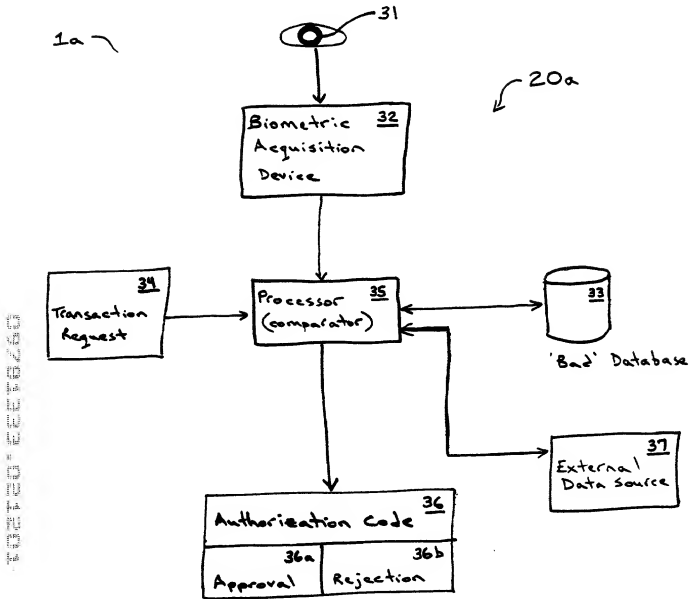 31
1a
20a
Biometric 32
Acquisition
Device
34
Transaction
Request
Processor 35
(comparator)
33
'Bad' Database
37
External
Data Source
Authorization Code 36
36a
Approval
36b
Rejection